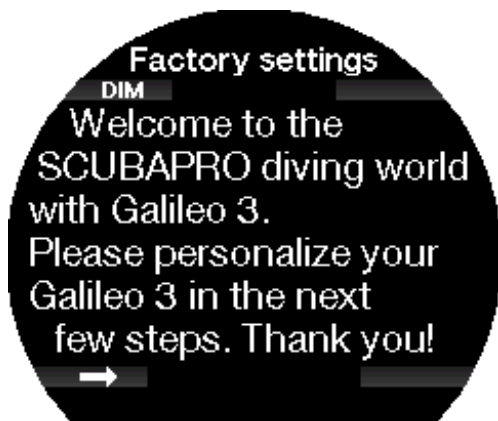 Factory settings
DIM
Welcome to the
SCUBAPRO diving world
with Galileo 3.
Please personalize your
Galileo 3 in the next
few steps. Thank you!